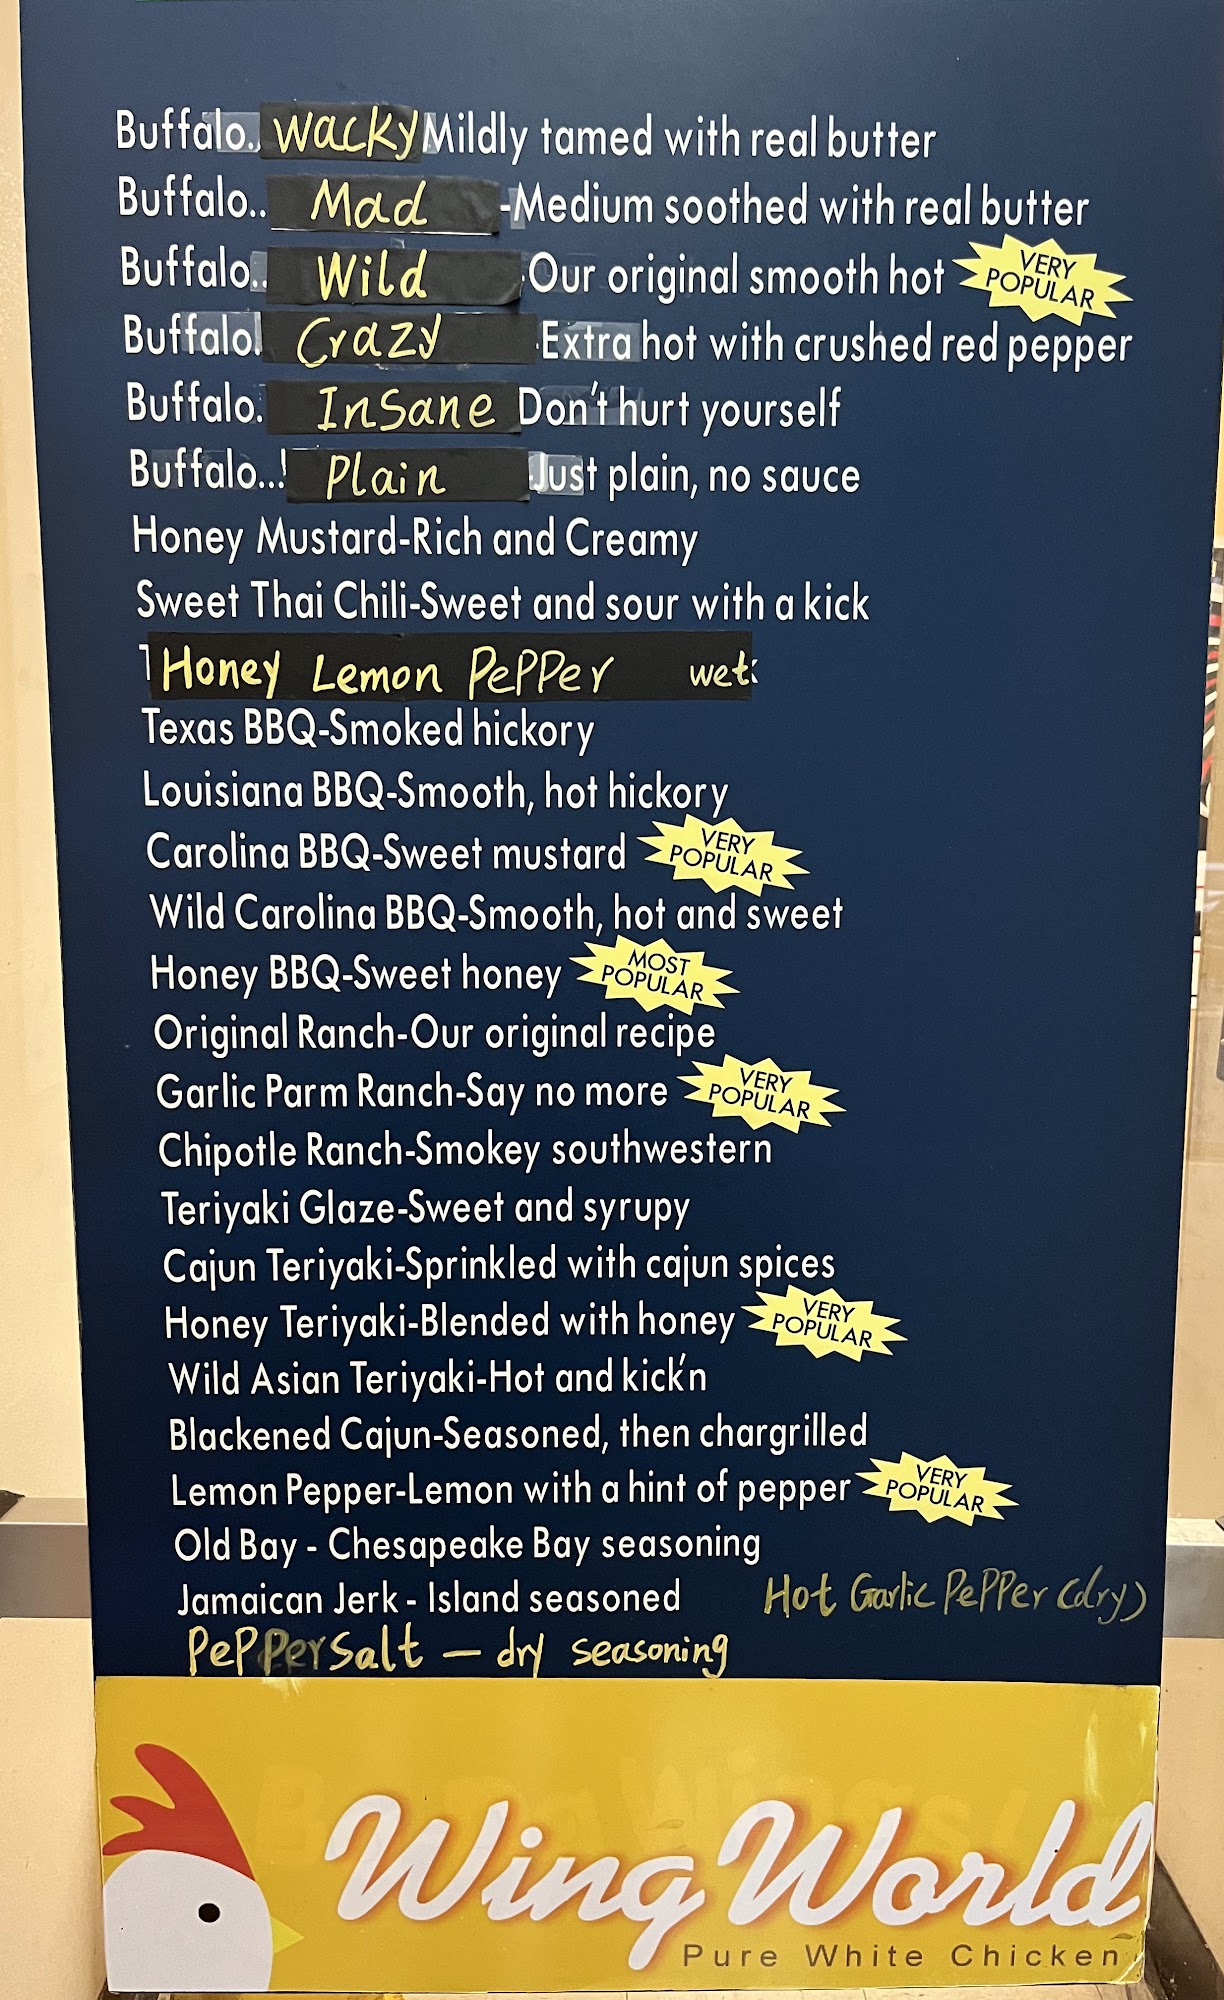 Buffalo.. Wacky Mildly tamed with real butter
Buffalo.. Mad -Medium soothed with real butter
Buffalo.. Wild Our original smooth hot VERY POPULAR
Buffalo. Crazy Extra hot with crushed red pepper
Buffalo. InSane Don't hurt yourself
Buffalo... Plain Just plain, no sauce
Honey Mustard-Rich and Creamy
Sweet Thai Chili-Sweet and sour with a kick
Honey Lemon PePPer wet
Texas BBQ-Smoked hickory
Louisiana BBQ-Smooth, hot hickory
Carolina BBQ-Sweet mustard VERY POPULAR
Wild Carolina BBQ-Smooth, hot and sweet
Honey BBQ-Sweet honey MOST POPULAR
Original Ranch-Our original recipe
Garlic Parm Ranch-Say no more VERY POPULAR
Chipotle Ranch-Smokey southwestern
Teriyaki Glaze-Sweet and syrupy
Cajun Teriyaki-Sprinkled with cajun spices
Honey Teriyaki-Blended with honey VERY POPULAR
Wild Asian Teriyaki-Hot and kick'n
Blackened Cajun-Seasoned, then chargrilled
Lemon Pepper-Lemon with a hint of pepper VERY POPULAR
Old Bay - Chesapeake Bay seasoning
Jamaican Jerk - Island seasoned Hot Garlic PePPer (dry)
PePPer Salt — dry seasoning
Wing World
Pure White Chicken